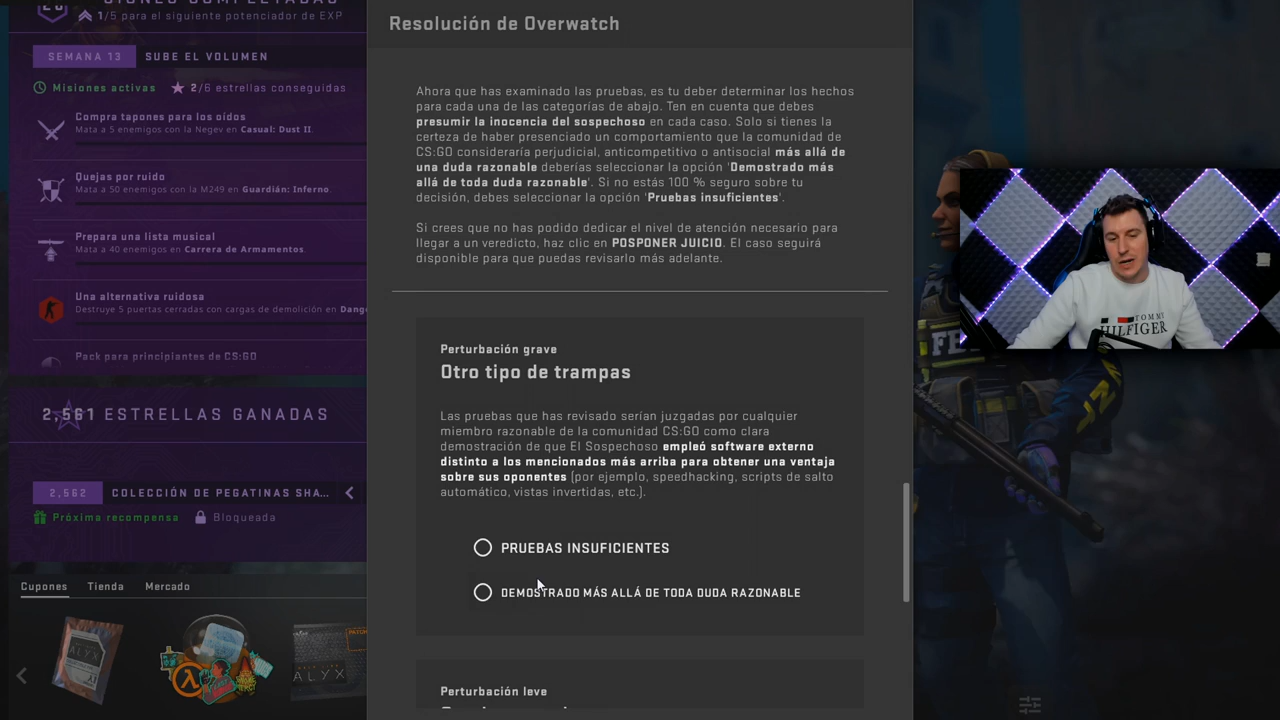 1/5 para el siguiente potenciador de EXP
SEMANA 13 SUBE EL VOLUMEN
Misiones activas 2/6 estrellas conseguidas
Compra tapones para los oídos
Mata a 5 enemigos con la Negev en Casual: Dust II.
Quejas por ruido
Mata a 50 enemigos con la M249 en Guardián: Inferno.
Prepara una lista musical
Mata a 40 enemigos en Carrera de Armamentos.
Una alternativa ruidosa
Destruye 5 puertas cerradas con cargas de demolición en Dang
Pack para principiantes de CS:GO
2,561 ESTRELLAS GANADAS
2,562 COLECCIÓN DE PEGATINAS SHA...
Próxima recompensa Bloqueada
Cupones Tienda Mercado
ALYX
ALYX
Resolución de Overwatch
Ahora que has examinado las pruebas, es tu deber determinar los hechos
para cada una de las categorías de abajo. Ten en cuenta que debes
presumir la inocencia del sospechoso en cada caso. Solo si tienes la
certeza de haber presenciado un comportamiento que la comunidad de
CS:GO consideraría perjudicial, anticompetitivo o antisocial más allá de
una duda razonable deberías seleccionar la opción 'Demostrado más
allá de toda duda razonable'. Si no estás 100 % seguro sobre tu
decisión, debes seleccionar la opción 'Pruebas insuficientes'.
Si crees que no has podido dedicar el nivel de atención necesario para
llegar a un veredicto, haz clic en POSPONER JUICIO. El caso seguirá
disponible para que puedas revisarlo más adelante.
Perturbación grave
Otro tipo de trampas
Las pruebas que has revisado serían juzgadas por cualquier
miembro razonable de la comunidad CS:GO como clara
demostración de que El Sospechoso empleó software externo
distinto a los mencionados más arriba para obtener una ventaja
sobre sus oponentes (por ejemplo, speedhacking, scripts de salto
automático, vistas invertidas, etc.).
PRUEBAS INSUFICIENTES
DEMOSTRADO MÁS ALLÁ DE TODA DUDA RAZONABLE
Perturbación leve
TOMMY
HILFIGER